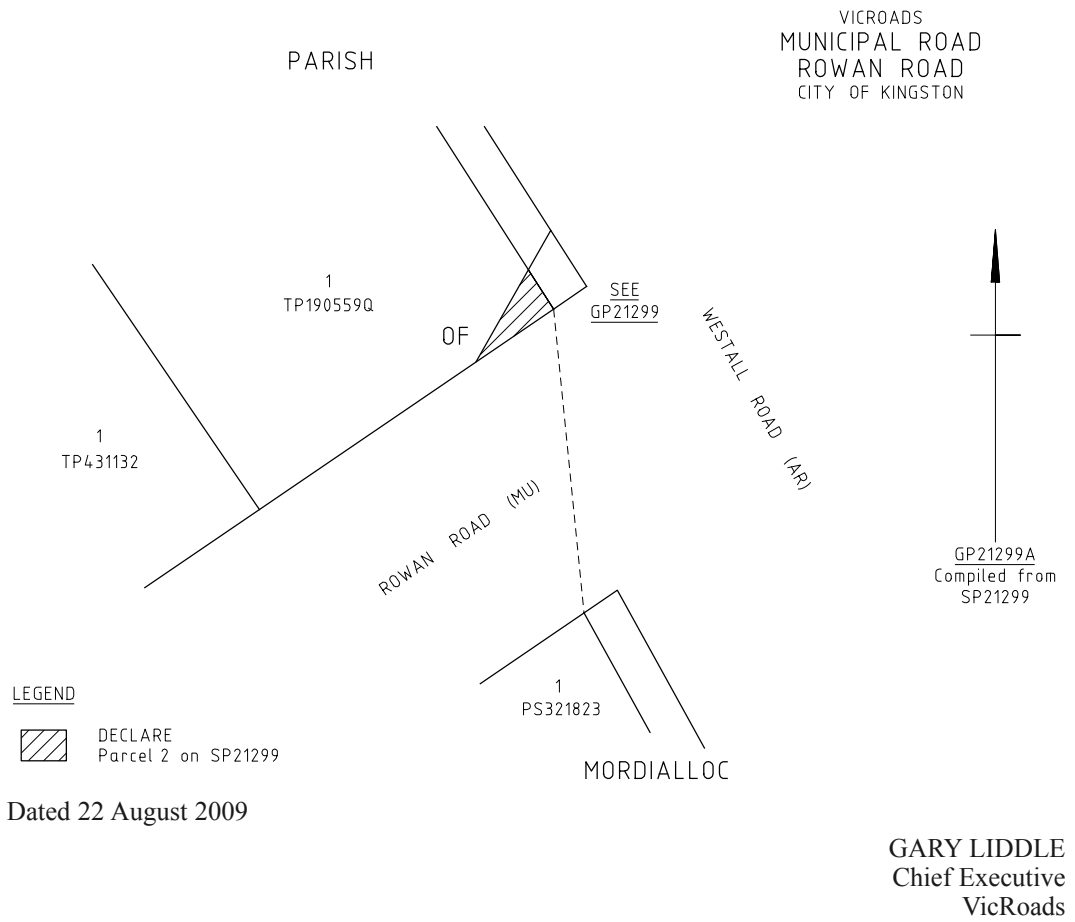 VICROADS
MUNICIPAL ROAD
ROWAN ROAD
CITY OF KINGSTON
PARISH
1
TP190559Q
SEE
GP21299
OF
WESTALL ROAD (AR)
1
TP431132
ROWAN ROAD (MU)
GP21299A
Compiled from
SP21299
1
PS321823
LEGEND
DECLARE
Parcel 2 on SP21299
MORDIALLOC
Dated 22 August 2009
GARY LIDDLE
Chief Executive
VicRoads